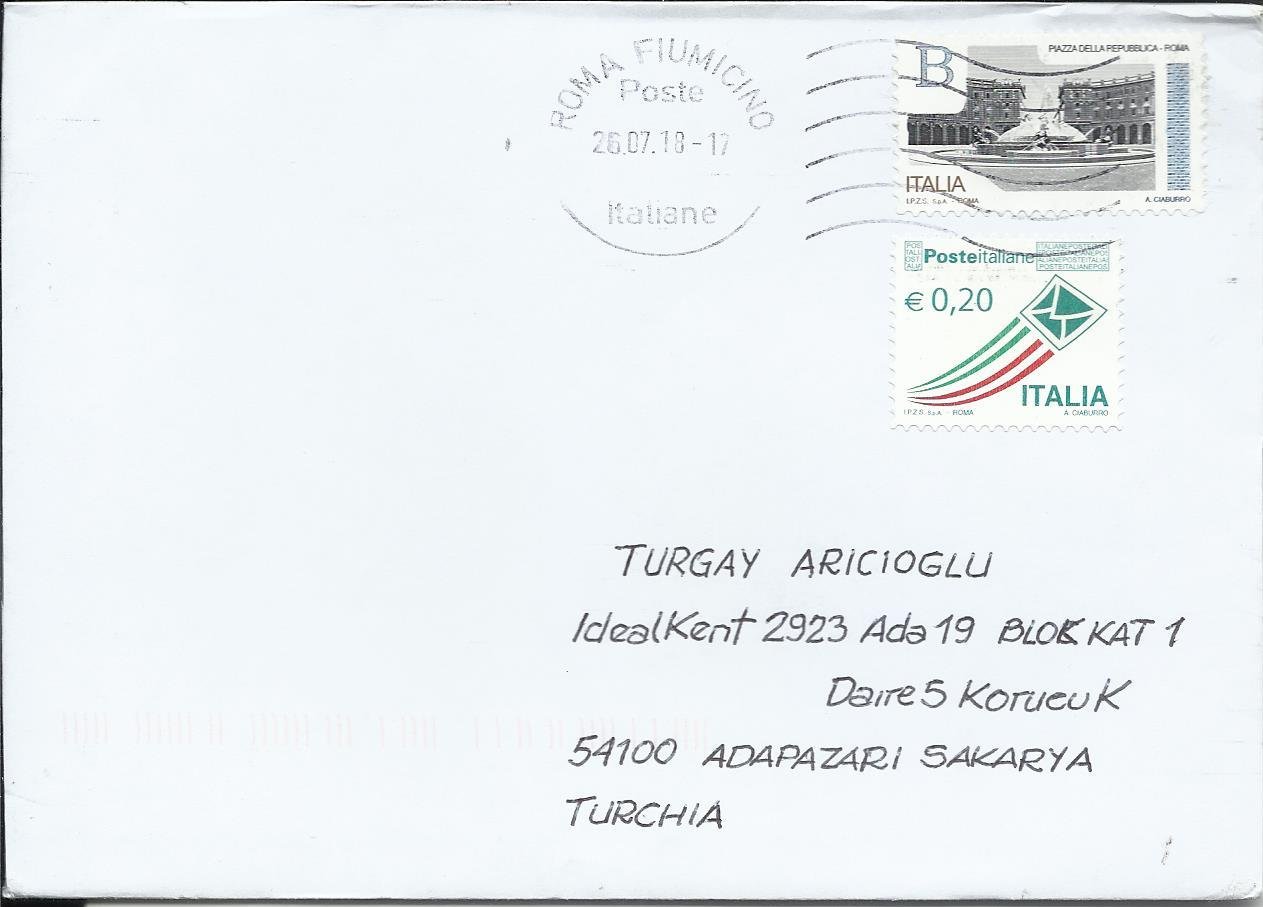 ROMA FIUMICINO
Poste
26.07.18-17
Italiane
B
PIAZZA DELLA REPUBBLICA - ROMA
ITALIA
I.P.Z.S. S.p.A. - ROMA
A. CIABURRO
Posteitaliane
€ 0,20
ITALIA
I.P.Z.S. S.p.A. - ROMA
A. CIABURRO
TURGAY ARICIOGLU
IdealKent 2923 Ada 19 BLOK KAT 1
Daire 5 KorucuK
54100 ADAPAZARI SAKARYA
TURCHIA